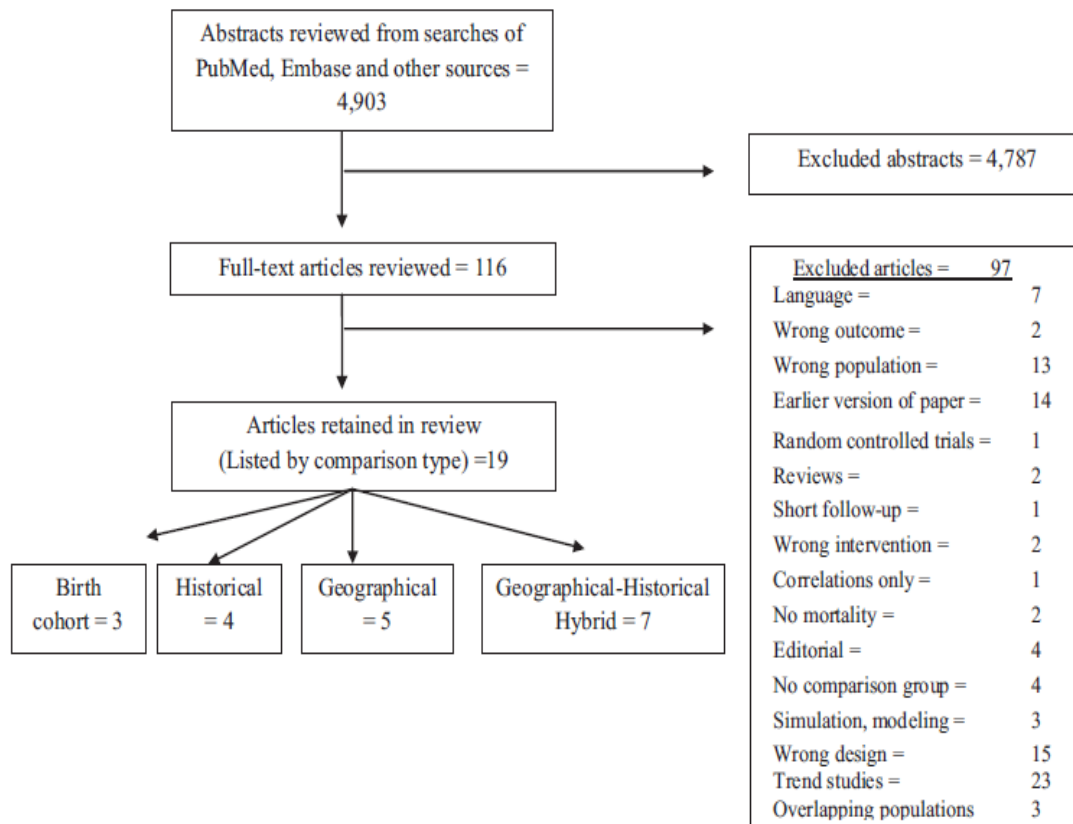 Abstracts reviewed from searches of
PubMed, Embase and other sources =
4,903
Excluded abstracts = 4,787
Full-text articles reviewed = 116
Excluded articles = 97
Language = 7
Wrong outcome = 2
Wrong population = 13
Earlier version of paper = 14
Random controlled trials = 1
Reviews = 2
Short follow-up = 1
Wrong intervention = 2
Correlations only = 1
No mortality = 2
Editorial = 4
No comparison group = 4
Simulation, modeling = 3
Wrong design = 15
Trend studies = 23
Overlapping populations 3
Articles retained in review
(Listed by comparison type) =19
Birth
cohort = 3
Historical
= 4
Geographical
= 5
Geographical-Historical
Hybrid = 7